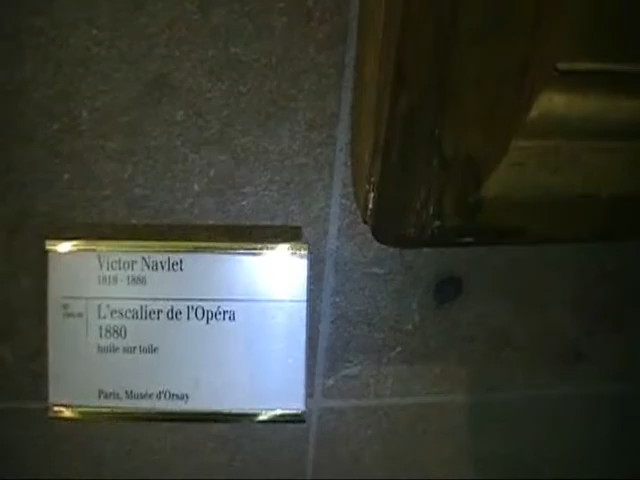 Victor Navlet
1819 - 1886
L'escalier de l'Opéra
1880
huile sur toile
Paris, Musée d'Orsay